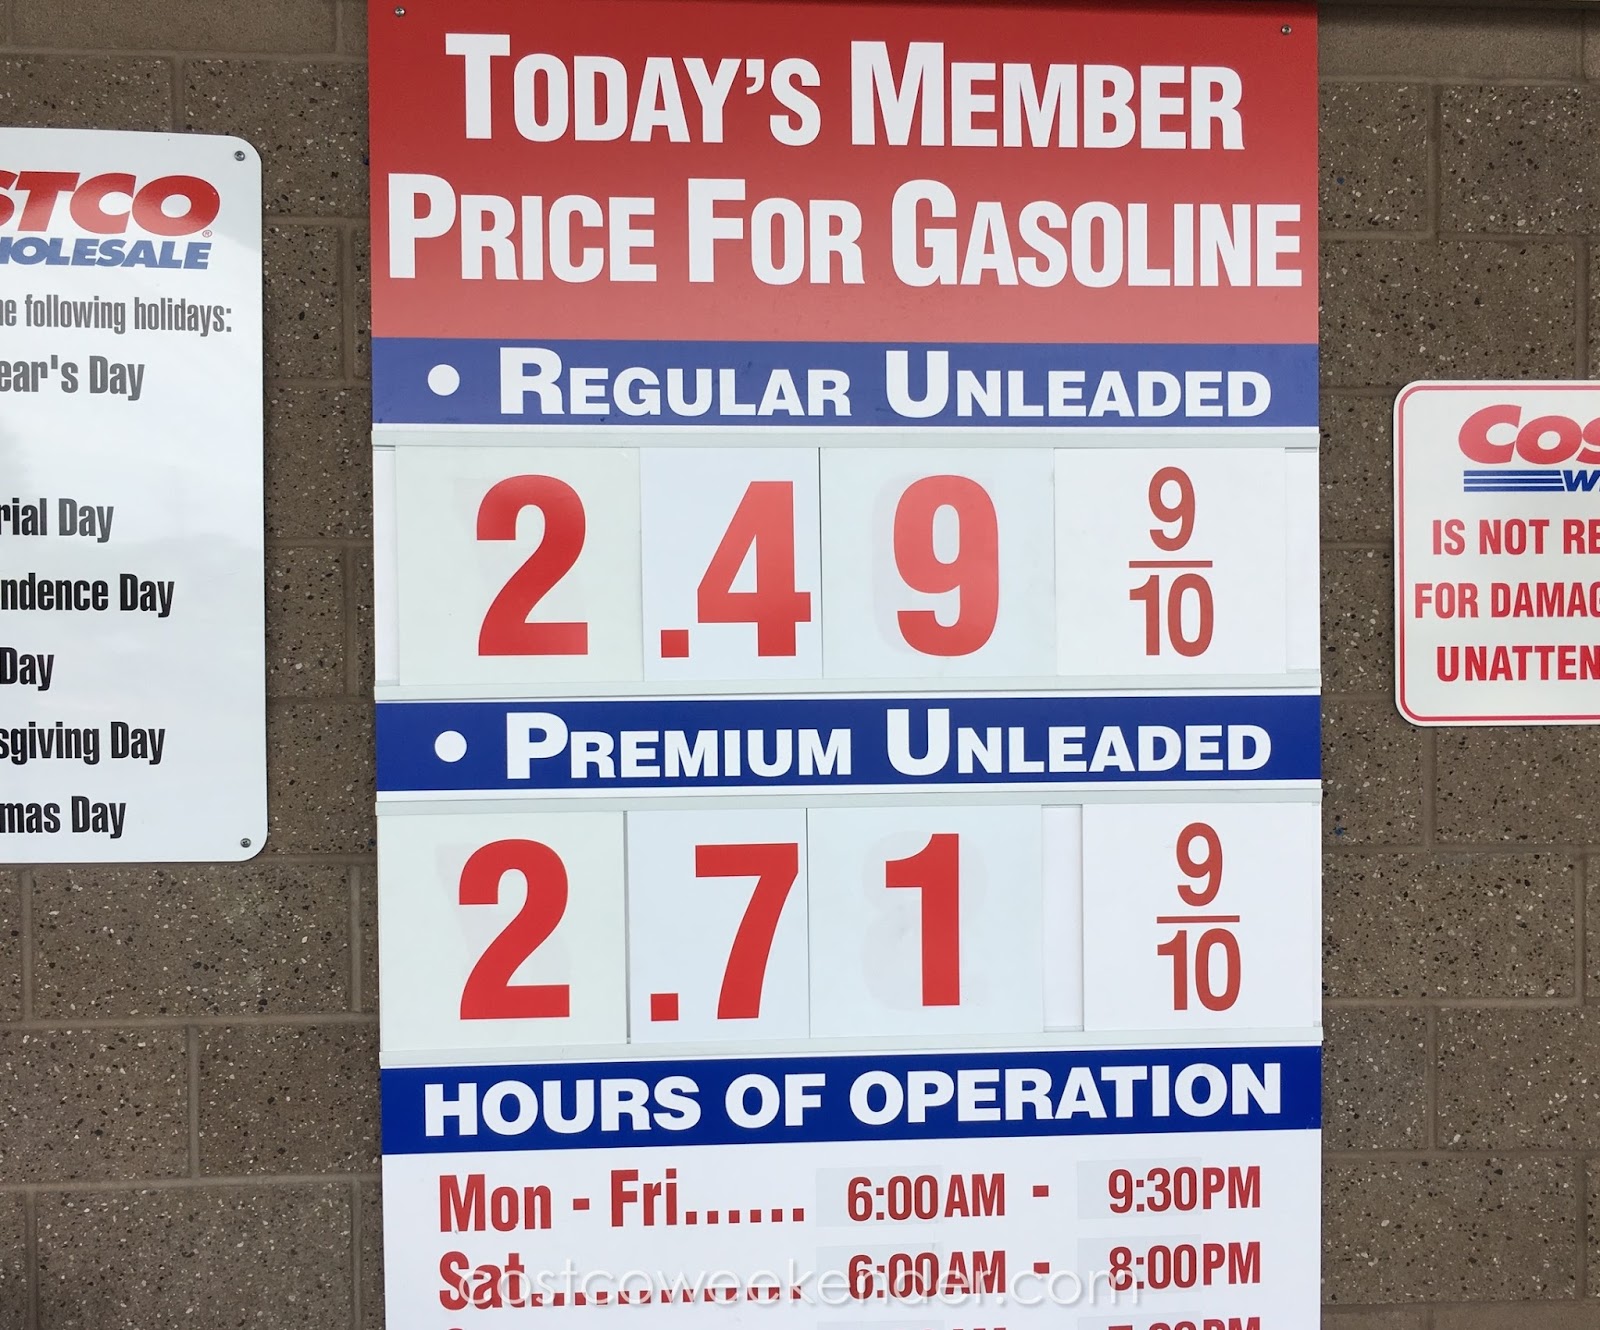 TODAY'S MEMBER
PRICE FOR GASOLINE
• REGULAR UNLEADED
2.49 9/10
• PREMIUM UNLEADED
2.71 9/10
HOURS OF OPERATION
Mon - Fri...... 6:00AM - 9:30PM
Sat............ 6:00AM - 8:00PM
costcoweekender.com
STCO
HOLESALE
he following holidays:
ear's Day
rial Day
ndence Day
Day
sgiving Day
mas Day
COS
W
IS NOT RE
FOR DAMAG
UNATTEN